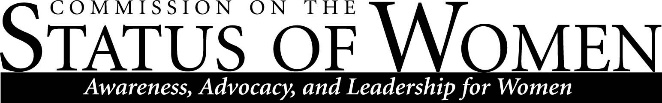 COMMISSION ON THE
STATUS OF WOMEN
Awareness, Advocacy, and Leadership for Women